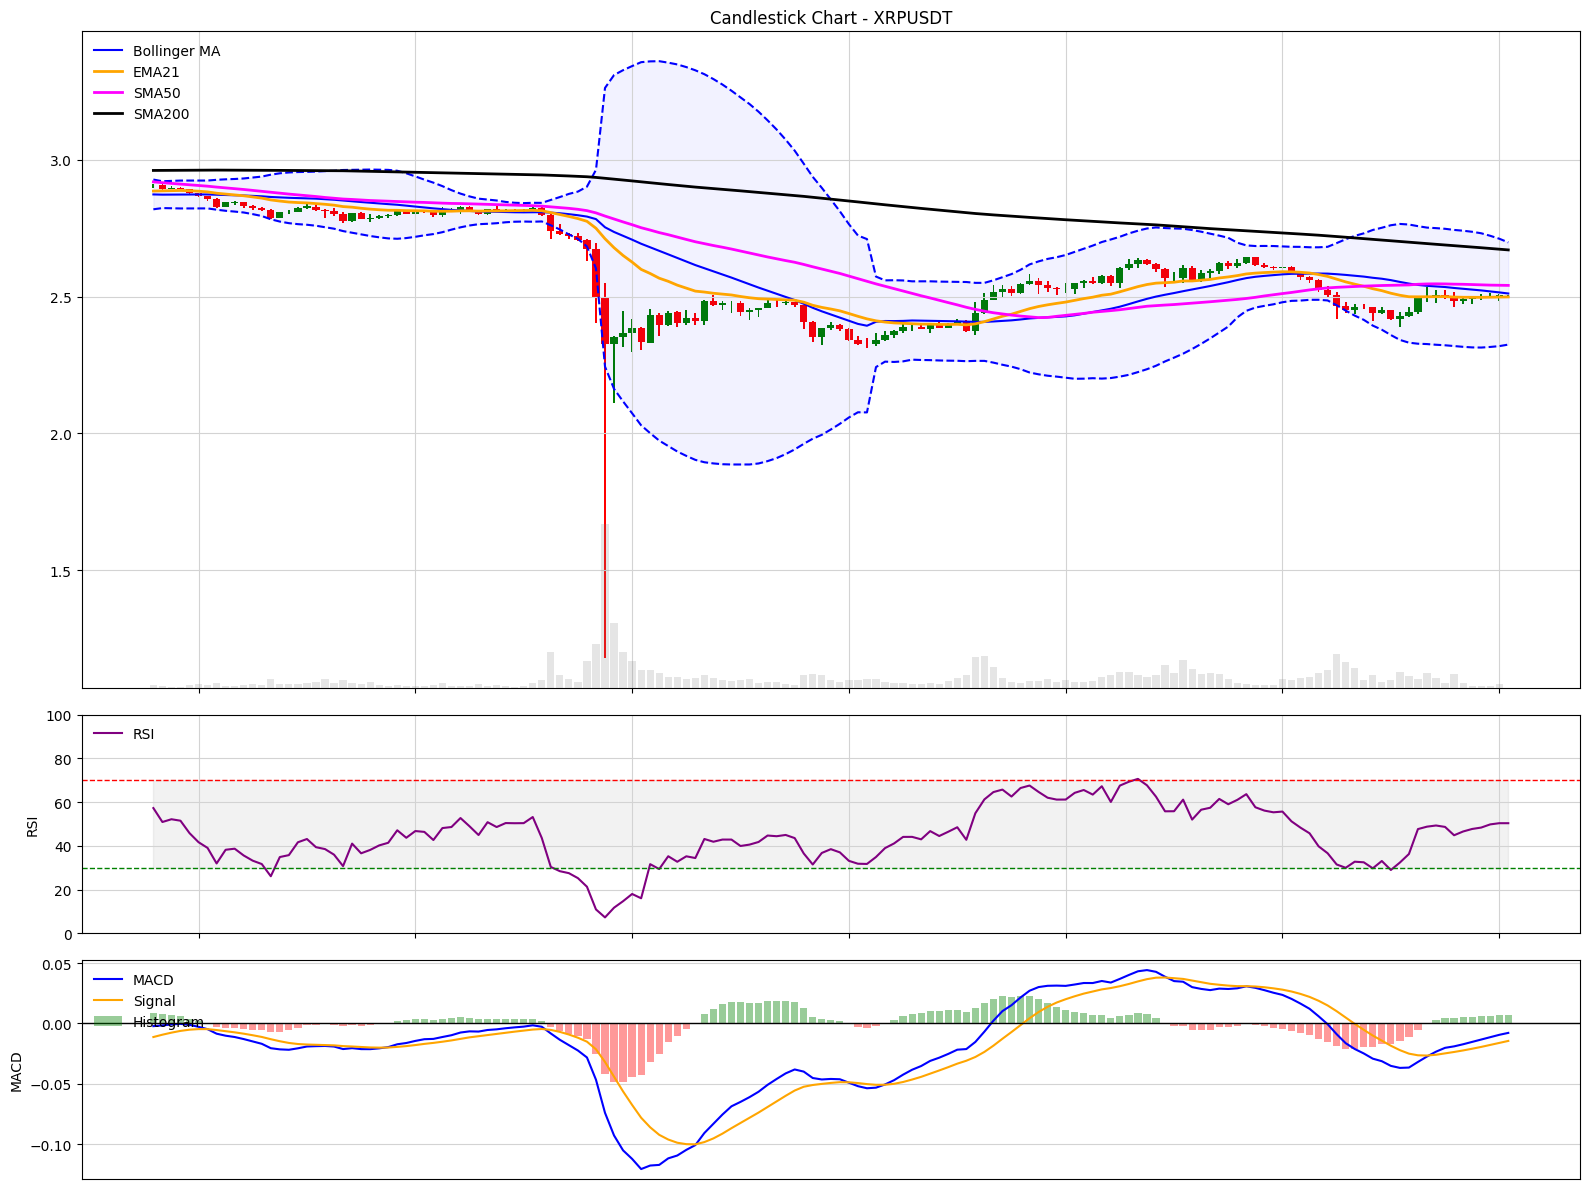 Candlestick Chart - XRPUSDT
Bollinger MA
EMA21
SMA50
SMA200
3.0
2.5
2.0
1.5
100
80
60
40
20
0
RSI
RSI
0.05
0.00
−0.05
−0.10
MACD
MACD
Signal
Histogram